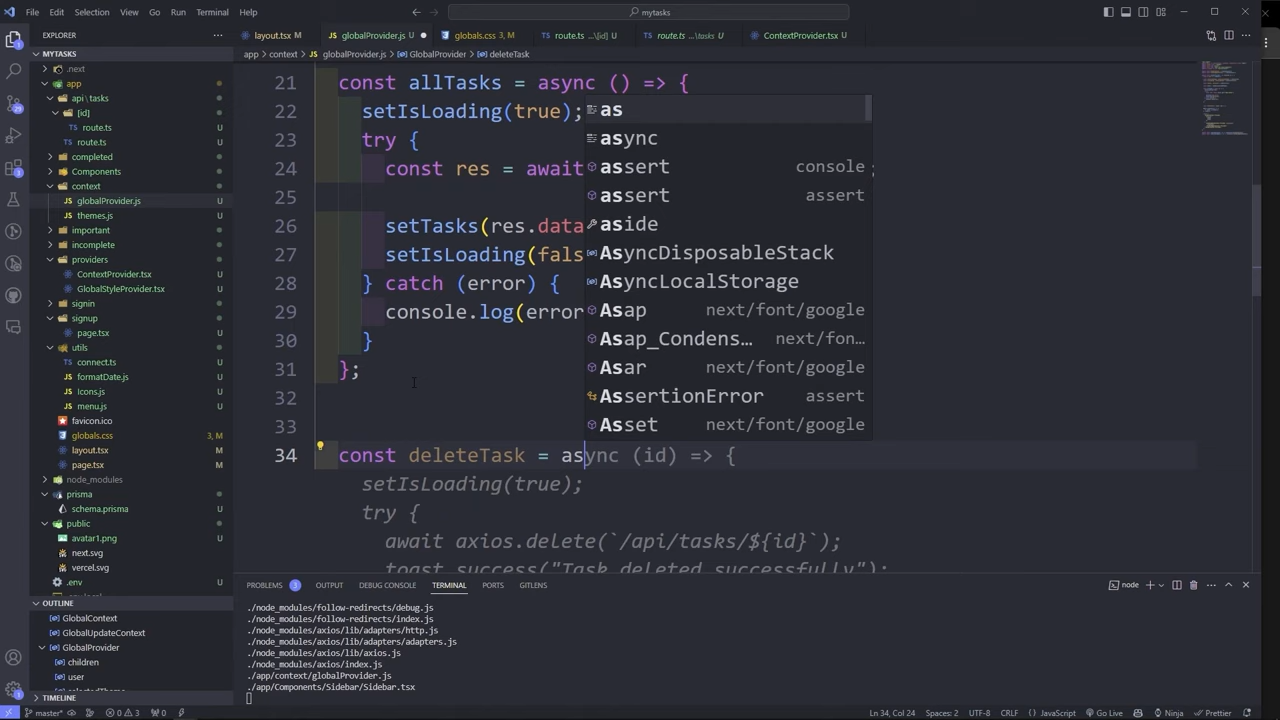 File Edit Selection View Go Run Terminal Help
mytasks
EXPLORER
layout.tsx M
globalProvider.js U
globals.css 3, M
route.ts ...\[id] U
route.ts ...\tasks U
ContextProvider.tsx U
app > context > globalProvider.js > GlobalProvider > deleteTask
MYTASKS
.next
app
api\tasks
[id]
route.ts U
route.ts U
completed
Components
context
globalProvider.js U
themes.js U
important
incomplete
providers
ContextProvider.tsx U
GlobalStyleProvider.tsx U
signin
signup
page.tsx U
utils
connect.ts U
formatDate.js U
Icons.js U
menu.js U
favicon.ico U
globals.css 3, M
layout.tsx M
page.tsx M
node_modules
prisma
schema.prisma U
public
avatar1.png U
next.svg
vercel.svg
.env U
OUTLINE
GlobalContext
GlobalUpdateContext
GlobalProvider
children
user
TIMELINE
21 const allTasks = async () => {
22 setIsLoading(true);
23 try {
24 const res = await ;
25
26 setTasks(res.data
27 setIsLoading(fals
28 } catch (error) {
29 console.log(error
30 }
31 };
32
33
34 const deleteTask = async (id) => {
setIsLoading(true);
try {
await axios.delete(`/api/tasks/${id}`);
toast.success("Task deleted successfully");
as
async
assert console
assert assert
aside
AsyncDisposableStack
AsyncLocalStorage
Asap next/font/google
Asap_Condens… next/fon…
Asar next/font/google
AssertionError assert
Asset next/font/google
PROBLEMS 3 OUTPUT DEBUG CONSOLE TERMINAL PORTS GITLENS
node
./node_modules/follow-redirects/debug.js
./node_modules/follow-redirects/index.js
./node_modules/axios/lib/adapters/http.js
./node_modules/axios/lib/adapters/adapters.js
./node_modules/axios/lib/axios.js
./node_modules/axios/index.js
./app/context/globalProvider.js
./app/Components/Sidebar/Sidebar.tsx
master* 0 3 0
Ln 34, Col 24 Spaces: 2 UTF-8 CRLF JavaScript Go Live Ninja Prettier